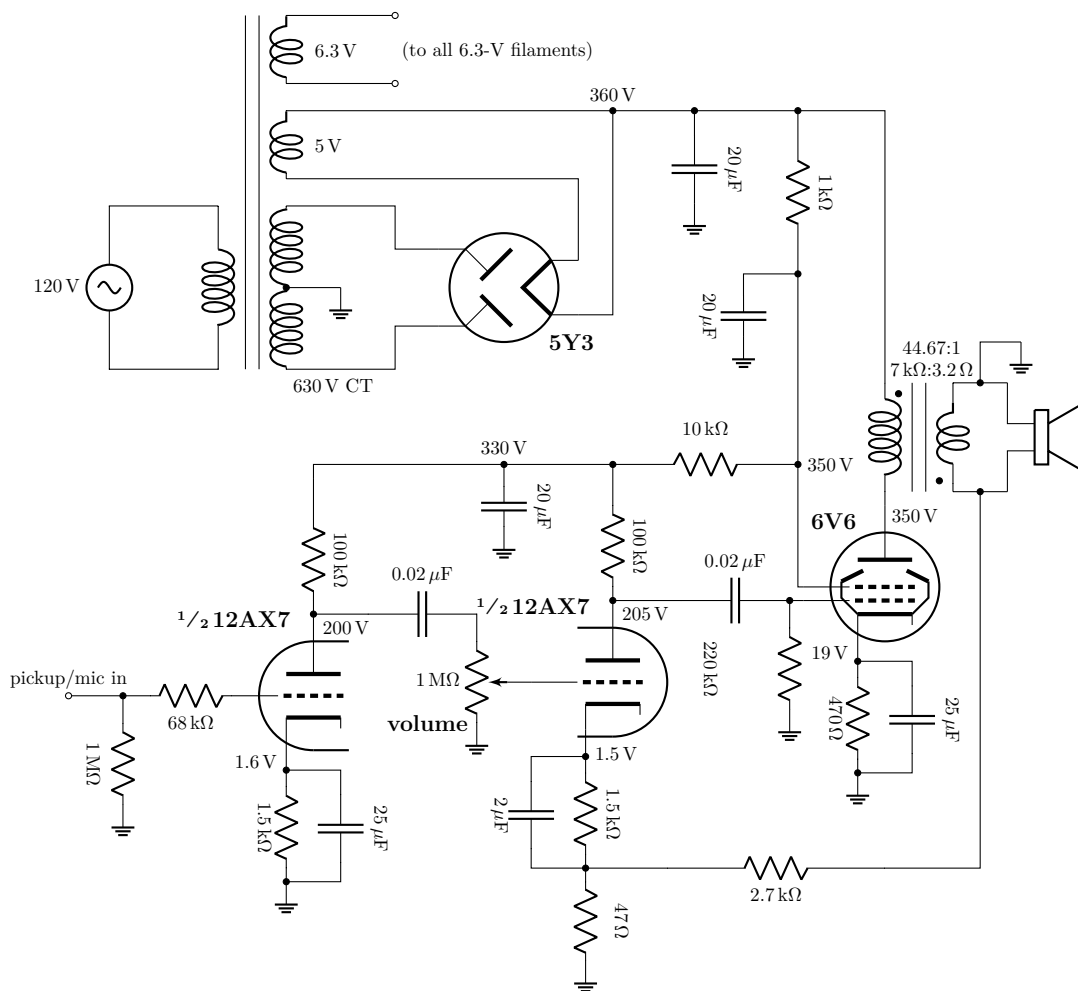 6.3 V
(to all 6.3-V filaments)
360 V
5 V
20 μF
1 kΩ
120 V
20 μF
5Y3
630 V CT
44.67:1
7 kΩ:3.2 Ω
10 kΩ
330 V
350 V
20 μF
350 V
6V6
100 kΩ
100 kΩ
0.02 μF
0.02 μF
1/2 12AX7
1/2 12AX7
200 V
205 V
220 kΩ
19 V
pickup/mic in
1 MΩ
68 kΩ
volume
470 Ω
25 μF
1 MΩ
1.6 V
1.5 V
1.5 kΩ
25 μF
2 μF
1.5 kΩ
2.7 kΩ
47 Ω